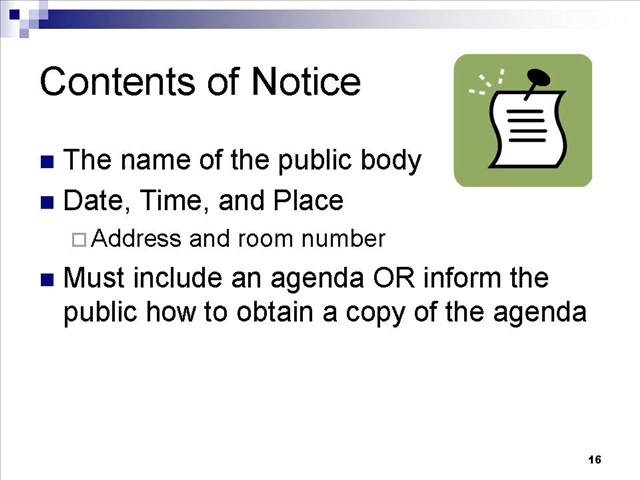 Contents of Notice
The name of the public body
Date, Time, and Place
Address and room number
Must include an agenda OR inform the
public how to obtain a copy of the agenda
16